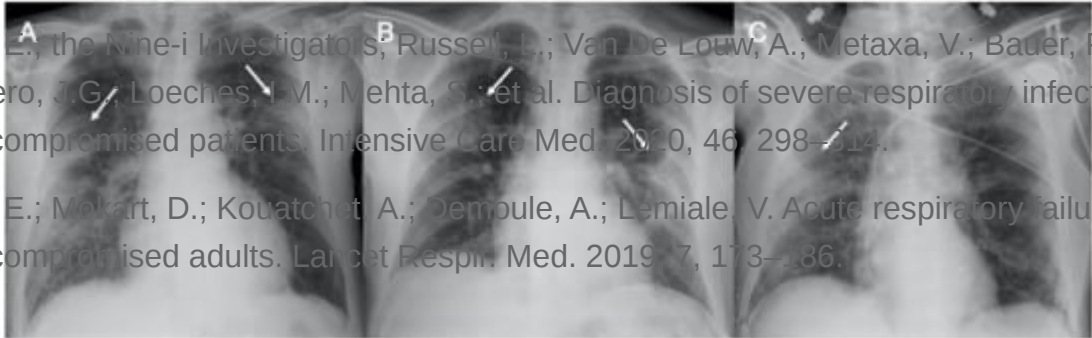 A B C
E.; the Nine-i Investigators; Russell, L.; Van De Louw, A.; Metaxa, V.; Bauer,
ero, J.G.; Loeches, I.M.; Mehta, S.; et al. Diagnosis of severe respiratory infect
compromised patients. Intensive Care Med. 2020, 46, 298–314.
E.; Mokart, D.; Kouatchet, A.; Demoule, A.; Lemiale, V. Acute respiratory failu
compromised adults. Lancet Respir. Med. 2019, 7, 173–186.